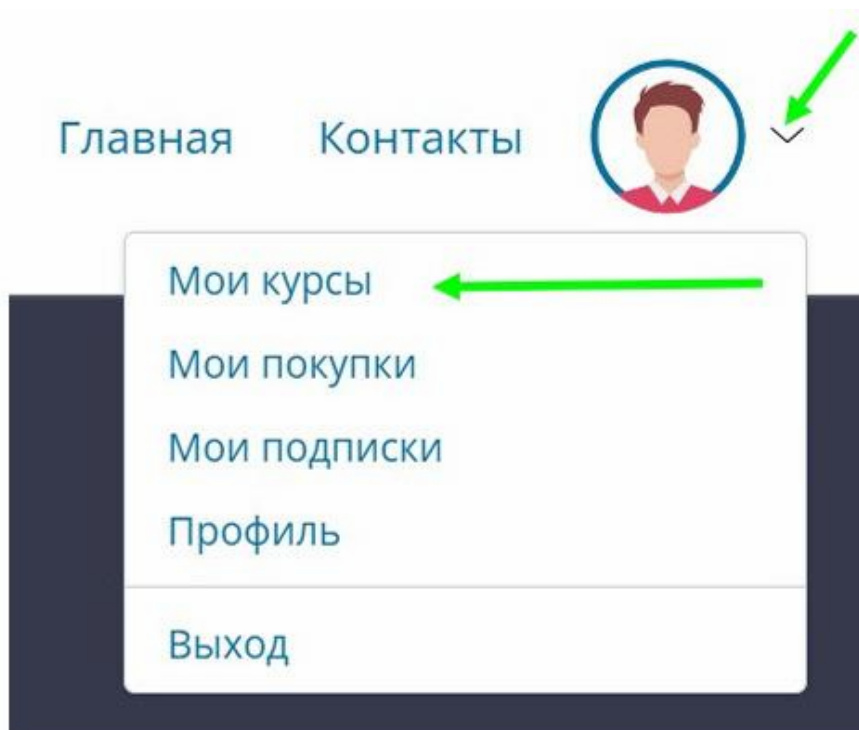 Главная Контакты
Мои курсы
Мои покупки
Мои подписки
Профиль
Выход